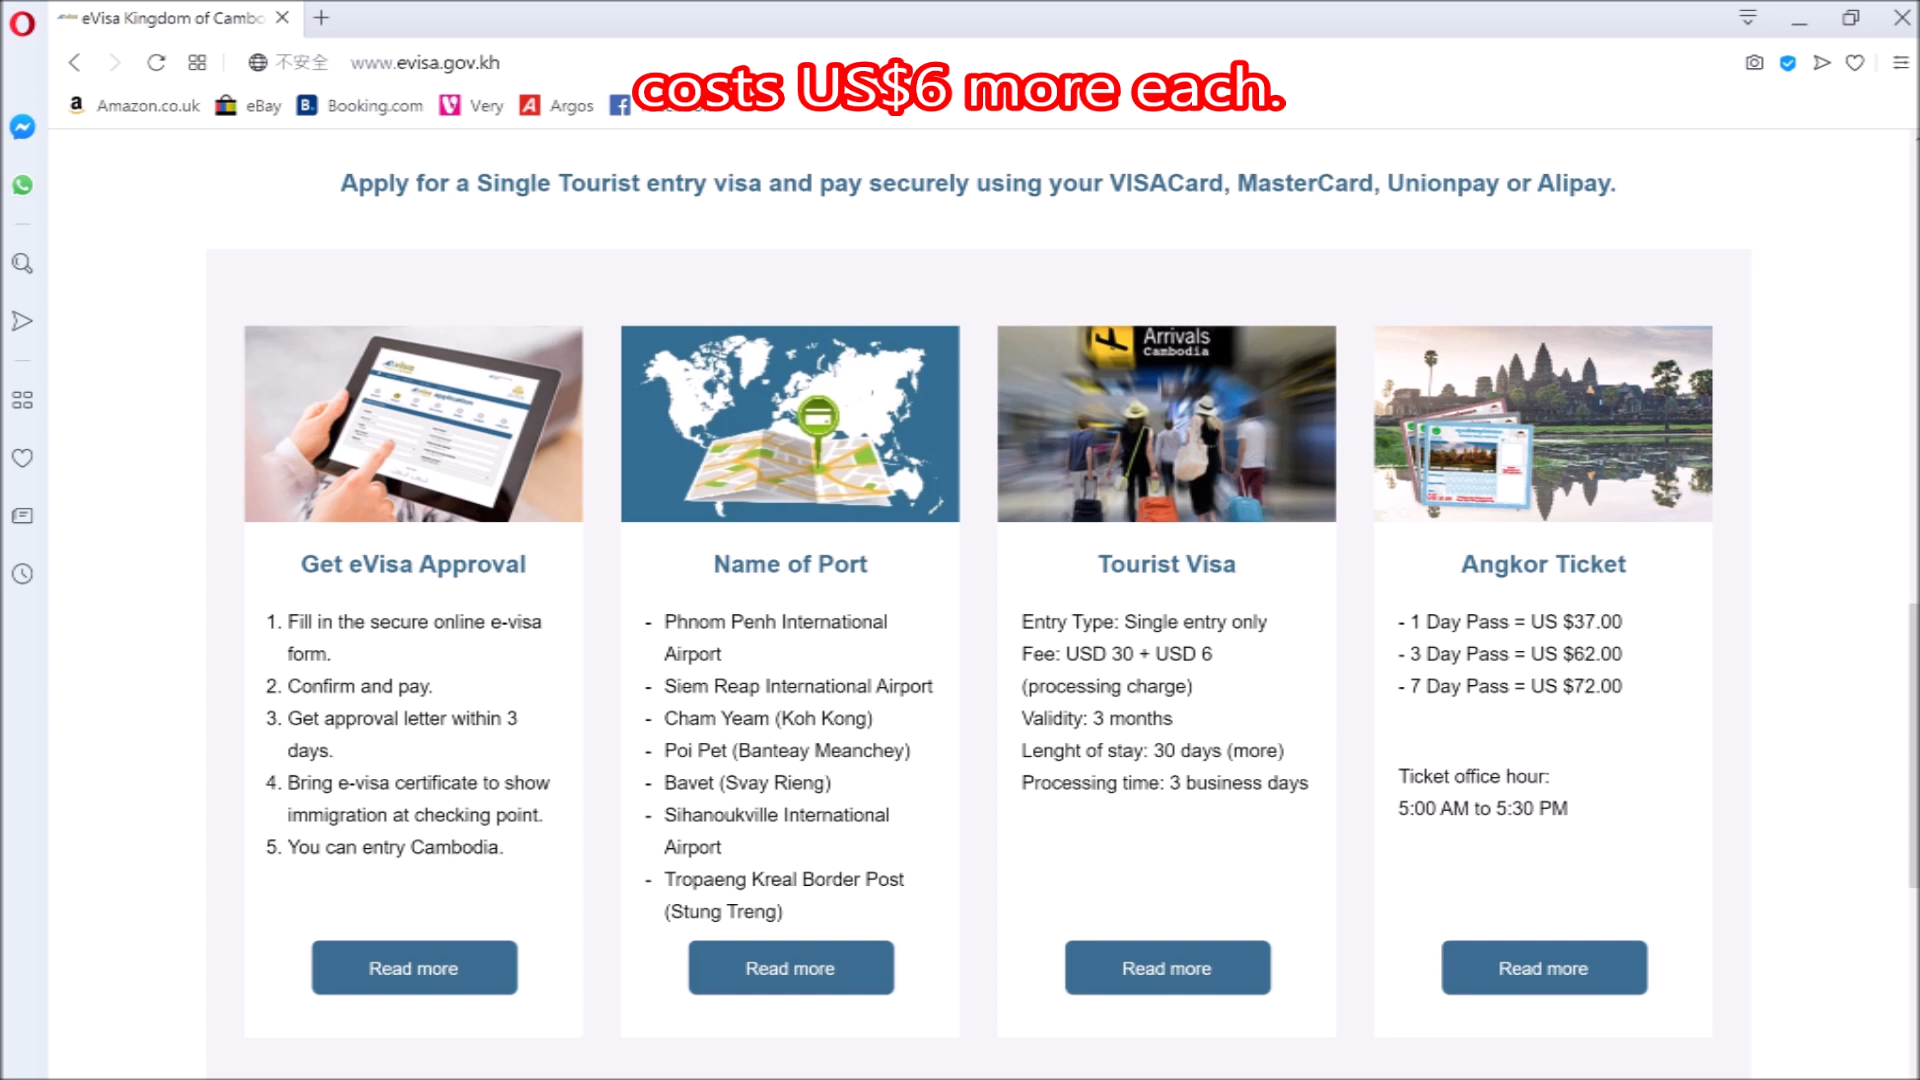 eVisa Kingdom of Cambo
不安全 www.evisa.gov.kh
costs US$6 more each.
Amazon.co.uk eBay Booking.com Very Argos
Apply for a Single Tourist entry visa and pay securely using your VISACard, MasterCard, Unionpay or Alipay.
Get eVisa Approval
1. Fill in the secure online e-visa
form.
2. Confirm and pay.
3. Get approval letter within 3
days.
4. Bring e-visa certificate to show
immigration at checking point.
5. You can entry Cambodia.
Read more
Name of Port
- Phnom Penh International
Airport
- Siem Reap International Airport
- Cham Yeam (Koh Kong)
- Poi Pet (Banteay Meanchey)
- Bavet (Svay Rieng)
- Sihanoukville International
Airport
- Tropaeng Kreal Border Post
(Stung Treng)
Read more
Arrivals
Cambodia
Tourist Visa
Entry Type: Single entry only
Fee: USD 30 + USD 6
(processing charge)
Validity: 3 months
Lenght of stay: 30 days (more)
Processing time: 3 business days
Read more
Angkor Ticket
- 1 Day Pass = US $37.00
- 3 Day Pass = US $62.00
- 7 Day Pass = US $72.00
Ticket office hour:
5:00 AM to 5:30 PM
Read more